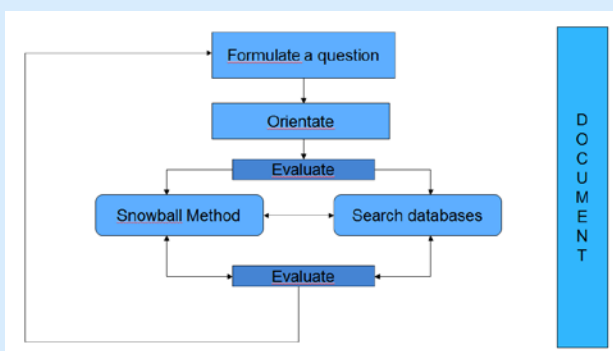 Formulate a question
Orientate
Evaluate
Snowball Method
Search databases
Evaluate
D
O
C
U
M
E
N
T